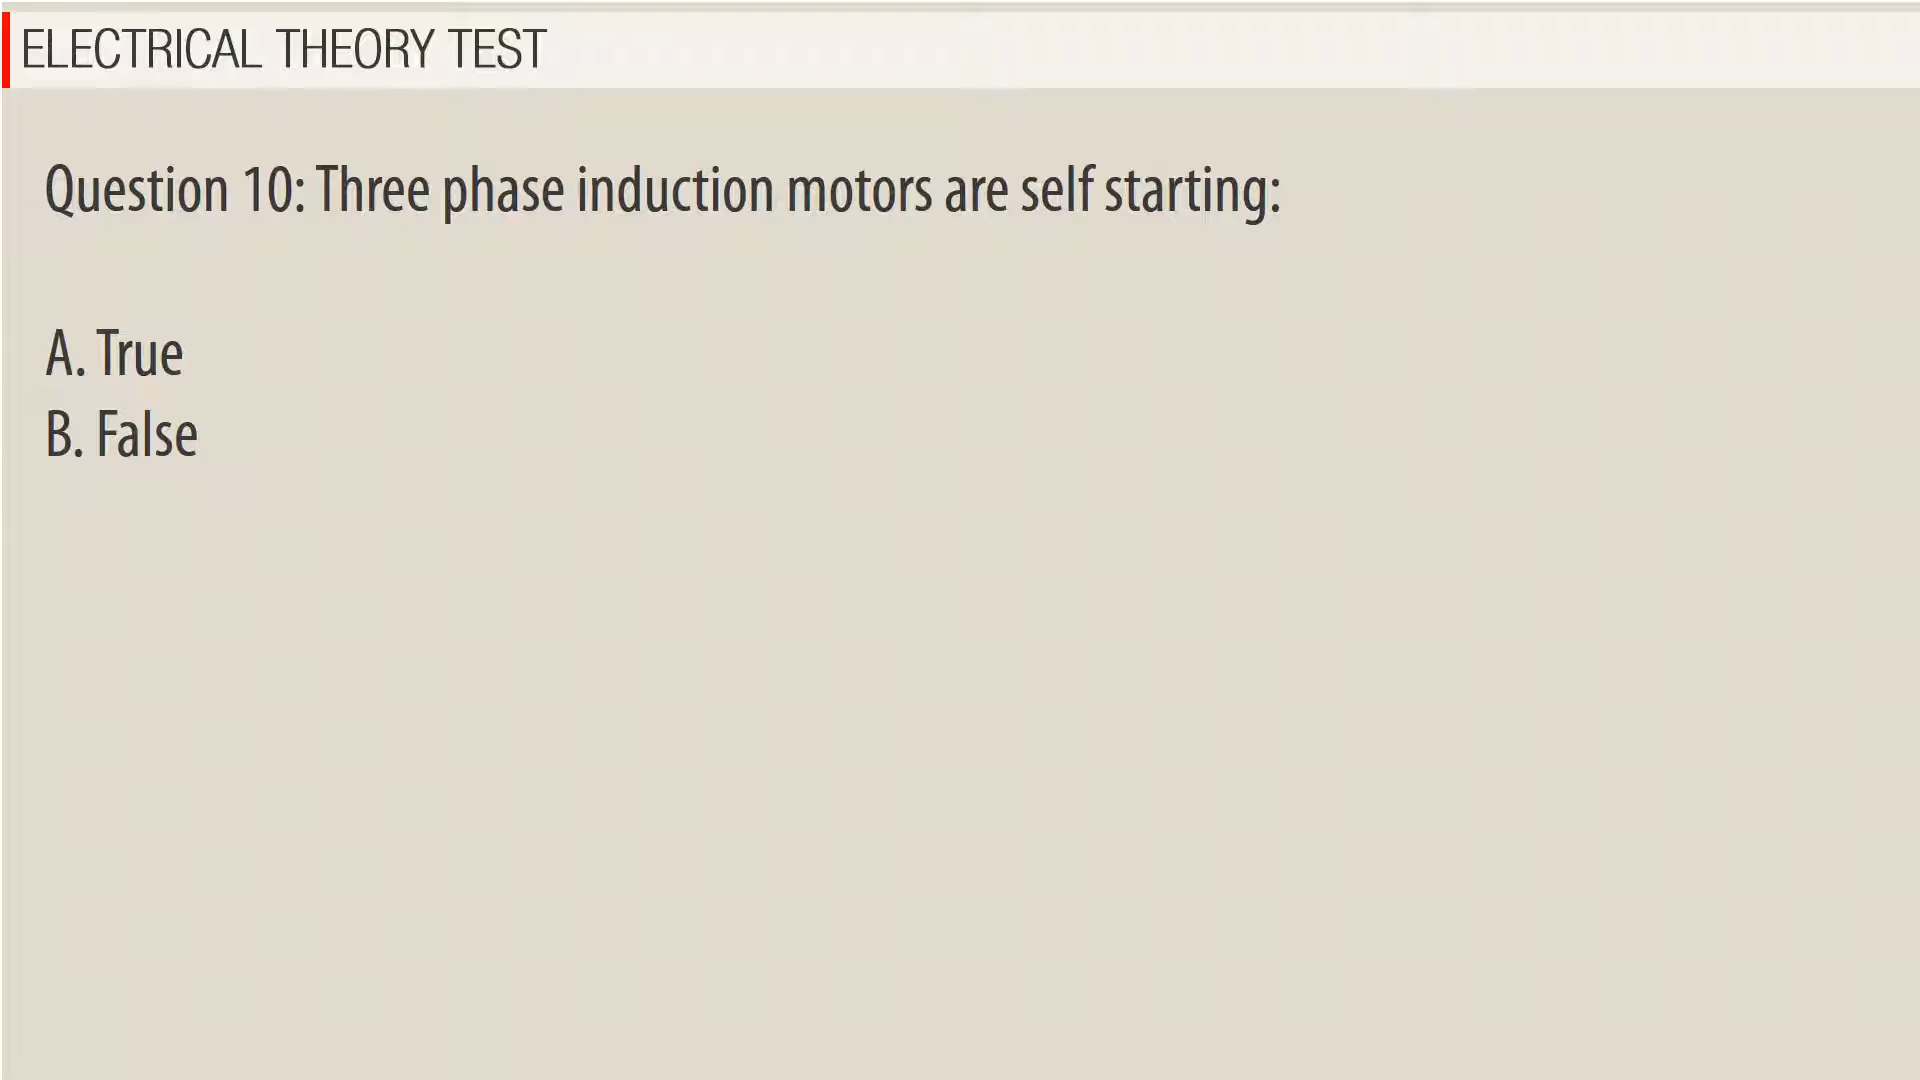 ELECTRICAL THEORY TEST
Question 10: Three phase induction motors are self starting:
A. True
B. False